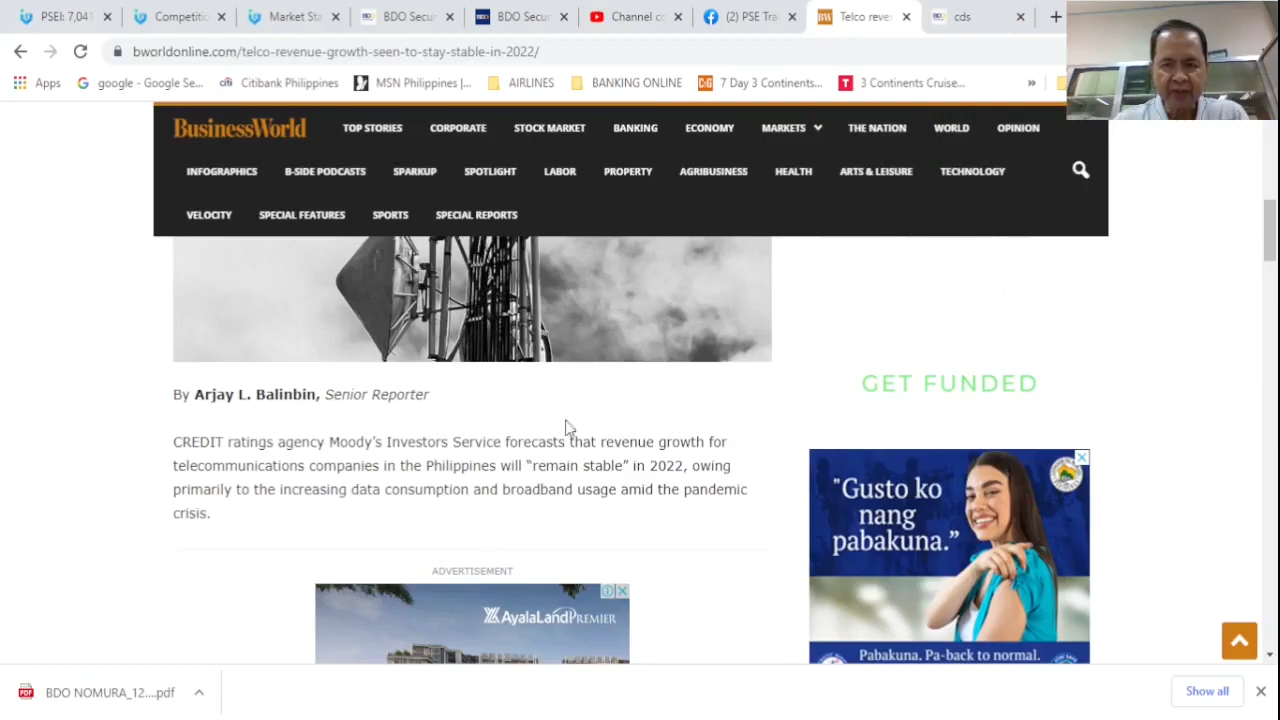 PSEI: 7,041
Competitio
Market Sta
BDO Secur
BDO Secur
Channel co
(2) PSE Tra
Telco reve
cds
bworldonline.com/telco-revenue-growth-seen-to-stay-stable-in-2022/
Apps
google - Google Se...
Citibank Philippines
MSN Philippines |...
AIRLINES
BANKING ONLINE
7 Day 3 Continents...
3 Continents Cruise...
»
BusinessWorld
TOP STORIES CORPORATE STOCK MARKET BANKING ECONOMY MARKETS THE NATION WORLD OPINION
INFOGRAPHICS B-SIDE PODCASTS SPARKUP SPOTLIGHT LABOR PROPERTY AGRIBUSINESS HEALTH ARTS & LEISURE TECHNOLOGY
VELOCITY SPECIAL FEATURES SPORTS SPECIAL REPORTS
GET FUNDED
By Arjay L. Balinbin, Senior Reporter
CREDIT ratings agency Moody's Investors Service forecasts that revenue growth for
telecommunications companies in the Philippines will “remain stable” in 2022, owing
primarily to the increasing data consumption and broadband usage amid the pandemic
crisis.
ADVERTISEMENT
AyalaLand PREMIER
"Gusto ko
nang
pabakuna.”
Pabakuna. Pa-back to normal.
BDO NOMURA_12....pdf
Show all